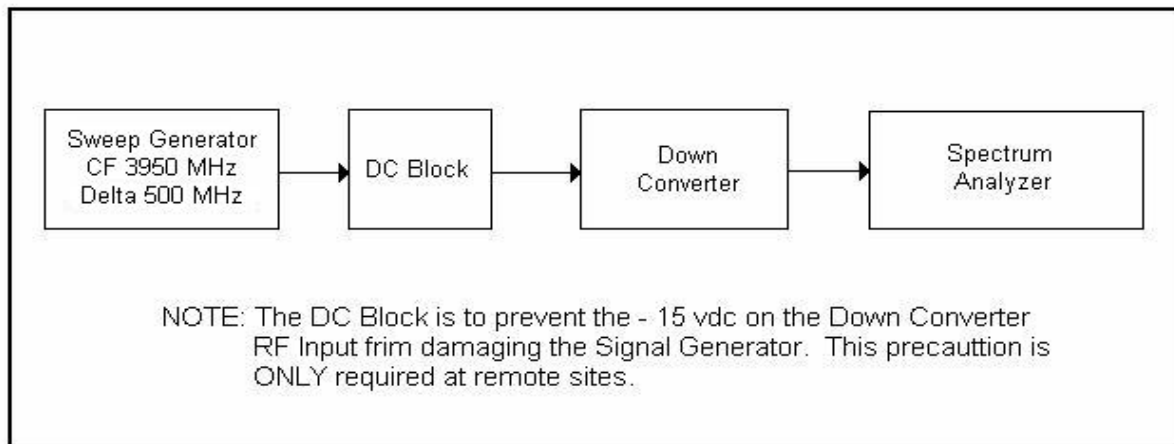 Sweep Generator
CF 3950 MHz
Delta 500 MHz
DC Block
Down
Converter
Spectrum
Analyzer
NOTE: The DC Block is to prevent the - 15 vdc on the Down Converter
RF Input frim damaging the Signal Generator. This precauttion is
ONLY required at remote sites.